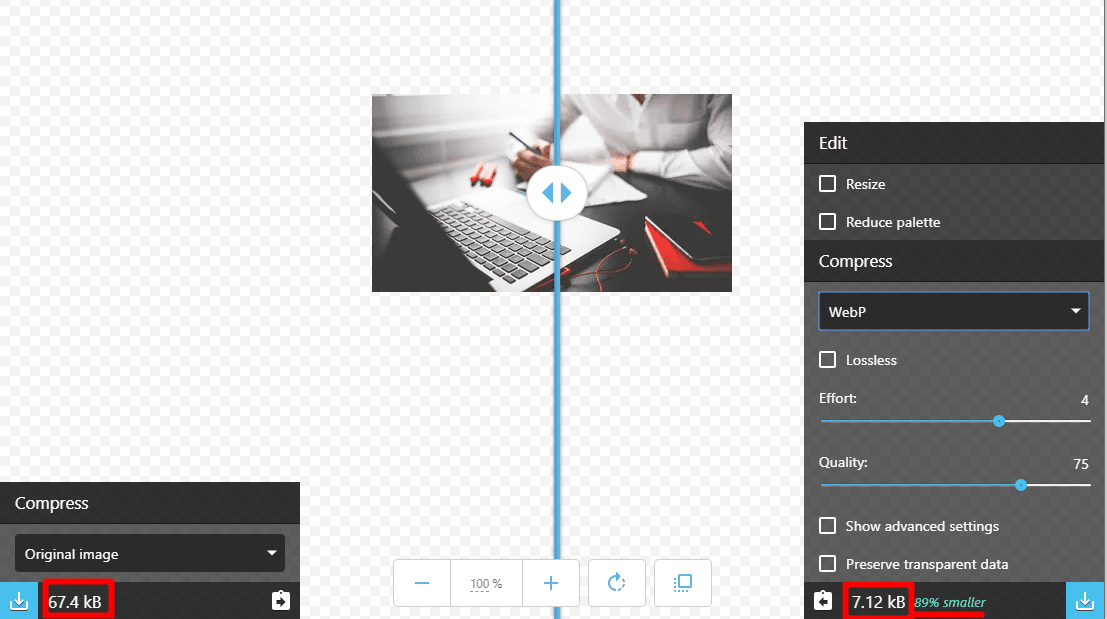 Edit
Resize
Reduce palette
Compress
WebP
Lossless
Effort: 4
Quality: 75
Show advanced settings
Preserve transparent data
7.12 kB 89% smaller
Compress
Original image
67.4 kB
100 %